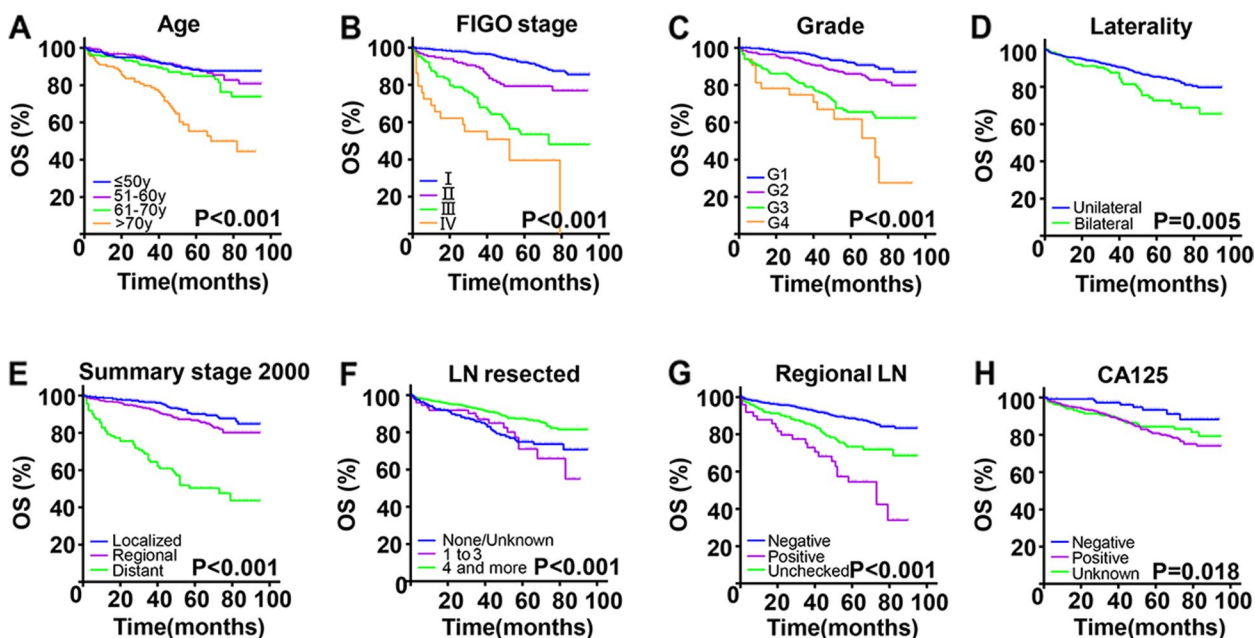 A
Age
OS (%)
100
80
60
40
20
≤50y
51-60y
61-70y
>70y
P<0.001
0 20 40 60 80 100
Time(months)
B
FIGO stage
OS (%)
100
80
60
40
20
I
II
III
IV
P<0.001
0 20 40 60 80 100
Time(months)
C
Grade
OS (%)
100
80
60
40
20
G1
G2
G3
G4
P<0.001
0 20 40 60 80 100
Time(months)
D
Laterality
OS (%)
100
80
60
40
20
Unilateral
Bilateral
P=0.005
0 20 40 60 80 100
Time(months)
E
Summary stage 2000
OS (%)
100
80
60
40
20
Localized
Regional
Distant
P<0.001
0 20 40 60 80 100
Time(months)
F
LN resected
OS (%)
100
80
60
40
20
0
None/Unknown
1 to 3
4 and more
P<0.001
20 40 60 80 100
Time(months)
G
Regional LN
OS (%)
100
80
60
40
20
Negative
Positive
Unchecked
P<0.001
0 20 40 60 80 100
Time(months)
H
CA125
OS (%)
100
80
60
40
20
Negative
Positive
Unknown
P=0.018
0 20 40 60 80 100
Time(months)